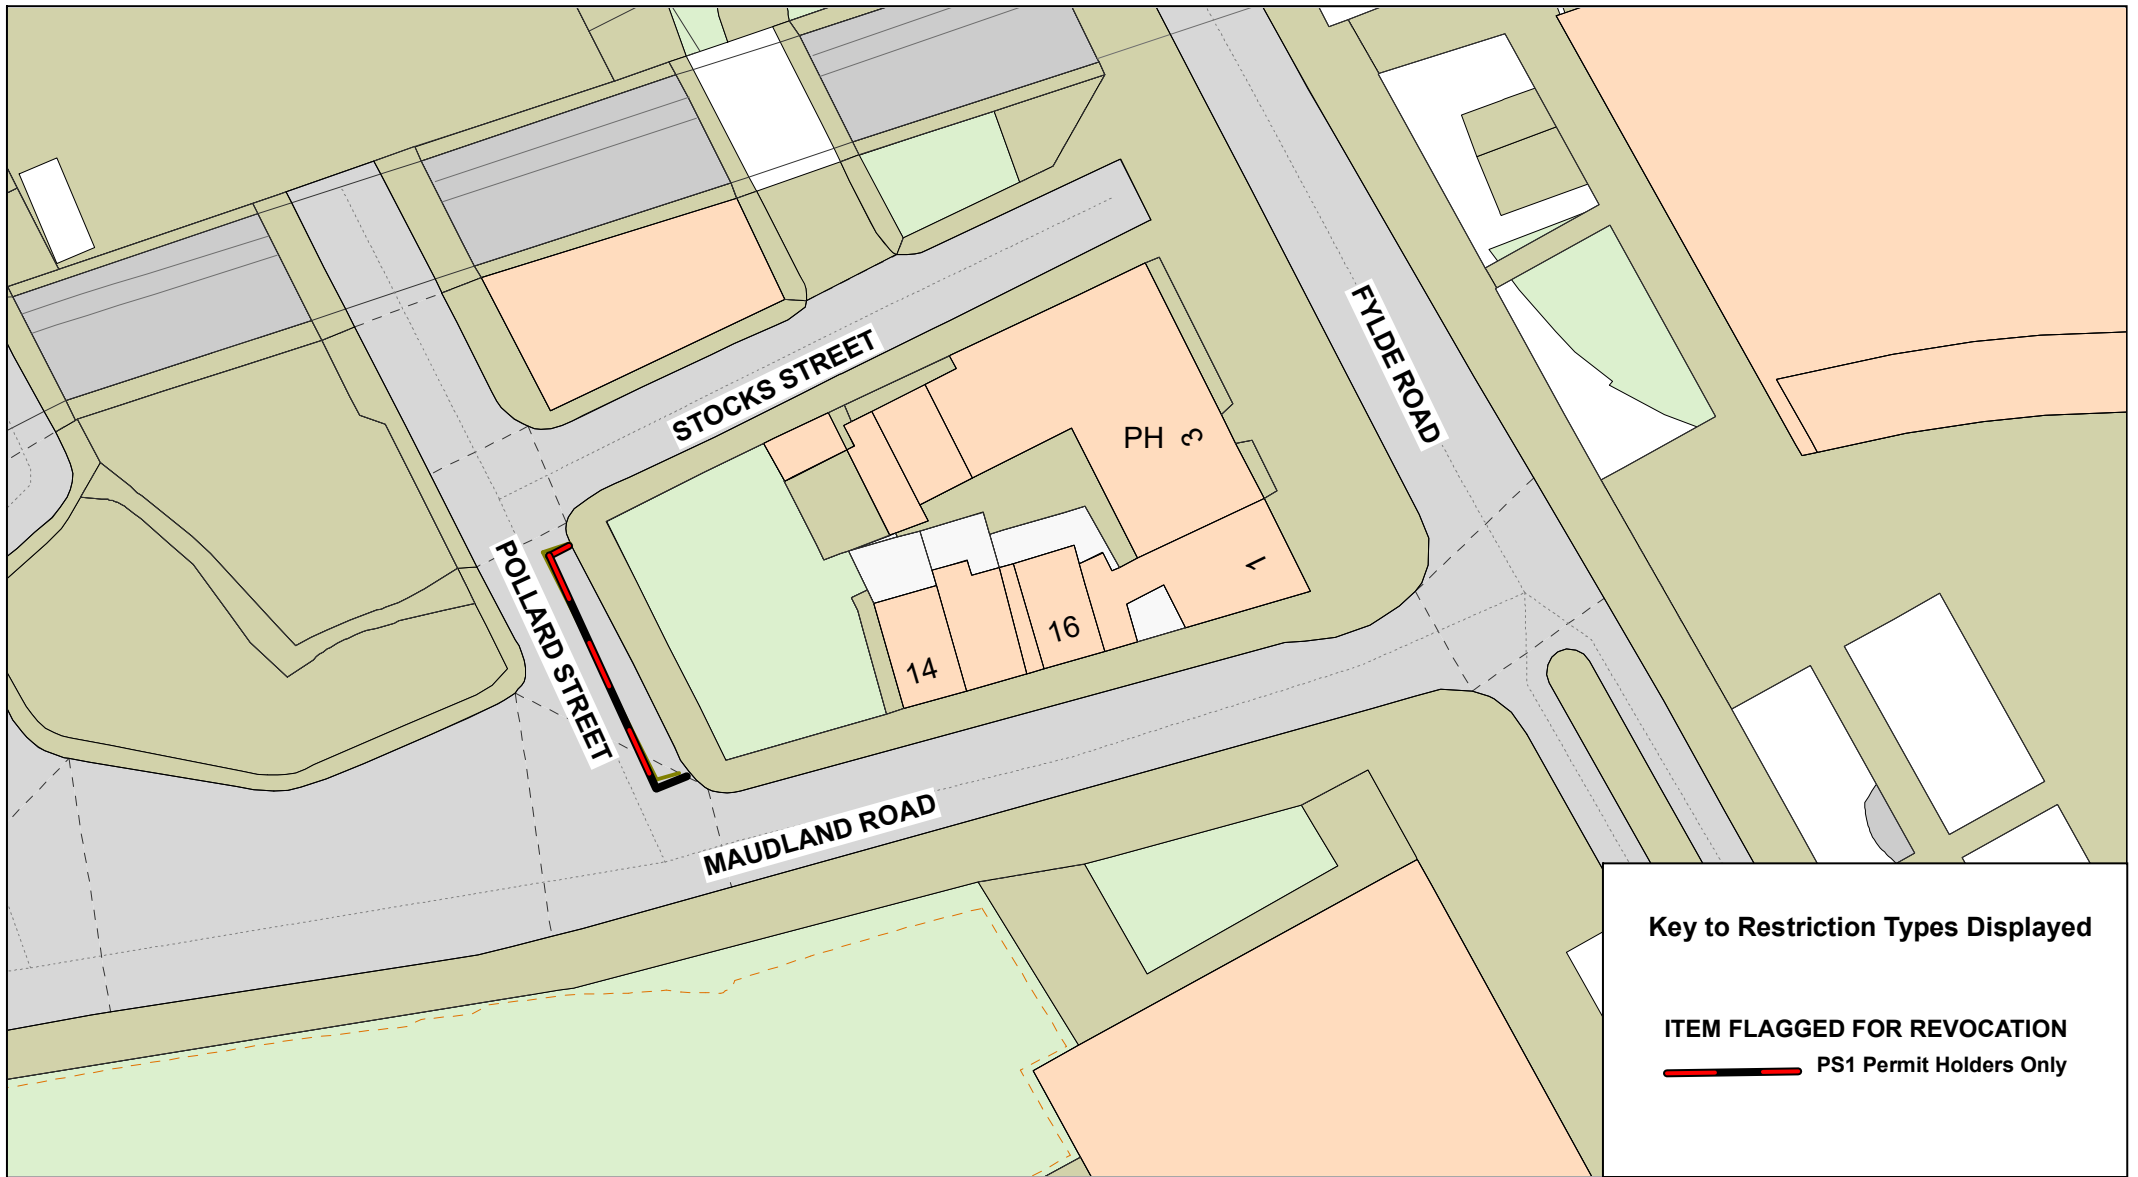 STOCKS STREET
FYLDE ROAD
PH 3
1
POLLARD STREET
16
14
MAUDLAND ROAD
Key to Restriction Types Displayed
ITEM FLAGGED FOR REVOCATION
PS1 Permit Holders Only